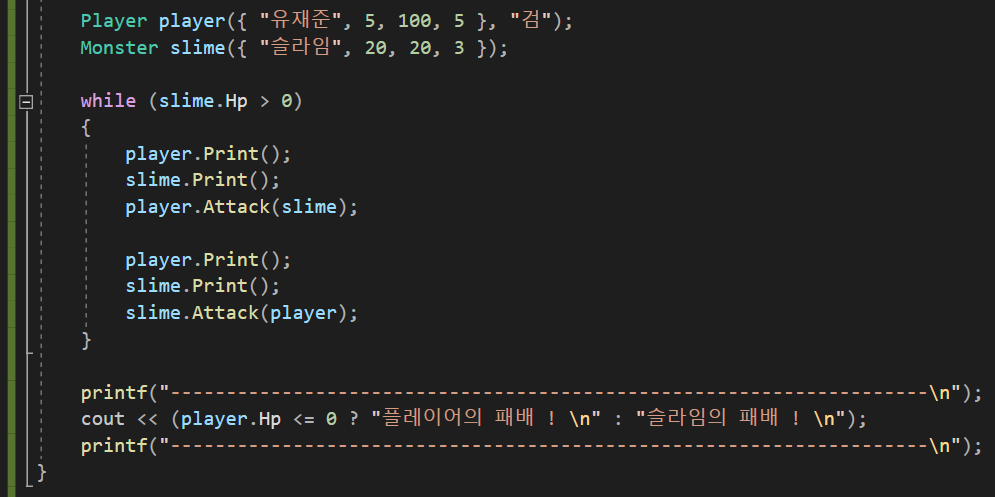 Player player({ "유재준", 5, 100, 5 }, "검");
Monster slime({ "슬라임", 20, 20, 3 });
while (slime.Hp > 0)
{
player.Print();
slime.Print();
player.Attack(slime);
player.Print();
slime.Print();
slime.Attack(player);
}
printf("--------------------------------------------------------------------\n");
cout << (player.Hp <= 0 ? "플레이어의 패배 ! \n" : "슬라임의 패배 ! \n");
printf("--------------------------------------------------------------------\n");
}